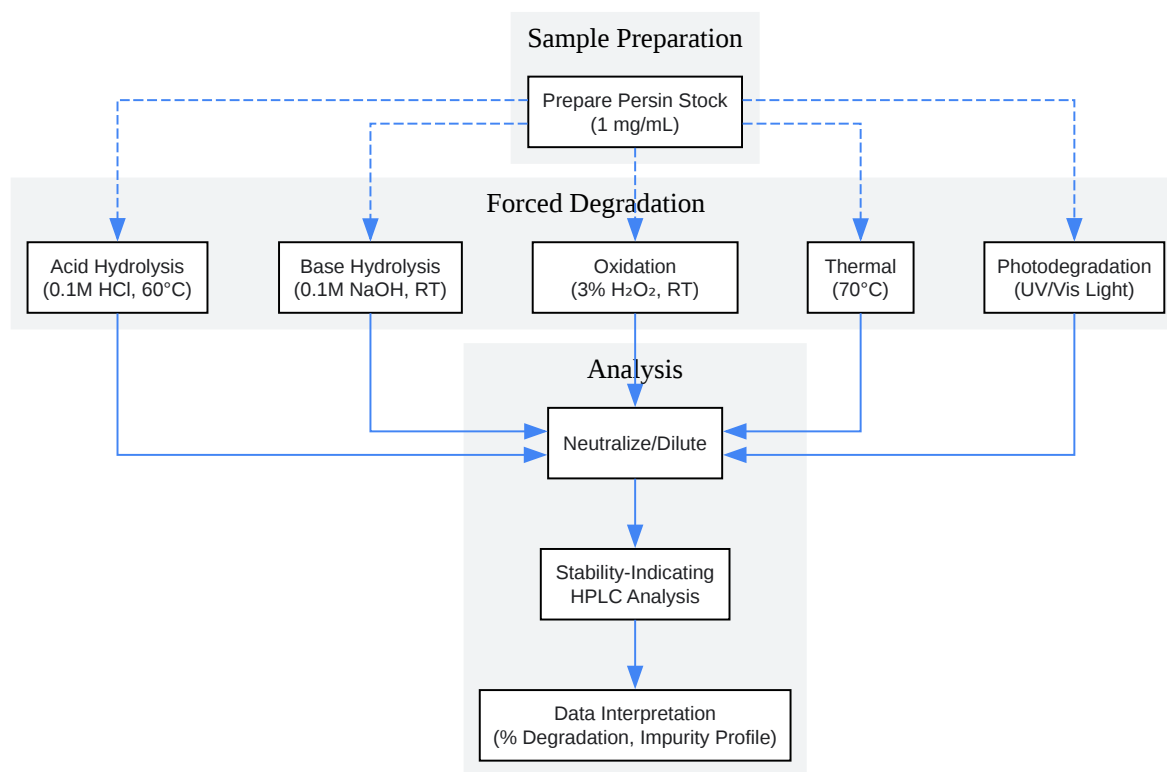 Sample Preparation
Prepare Persin Stock
(1 mg/mL)
Forced Degradation
Acid Hydrolysis
(0.1M HCl, 60°C)
Base Hydrolysis
(0.1M NaOH, RT)
Oxidation
(3% H₂O₂, RT)
Thermal
(70°C)
Photodegradation
(UV/Vis Light)
Analysis
Neutralize/Dilute
Stability-Indicating
HPLC Analysis
Data Interpretation
(% Degradation, Impurity Profile)